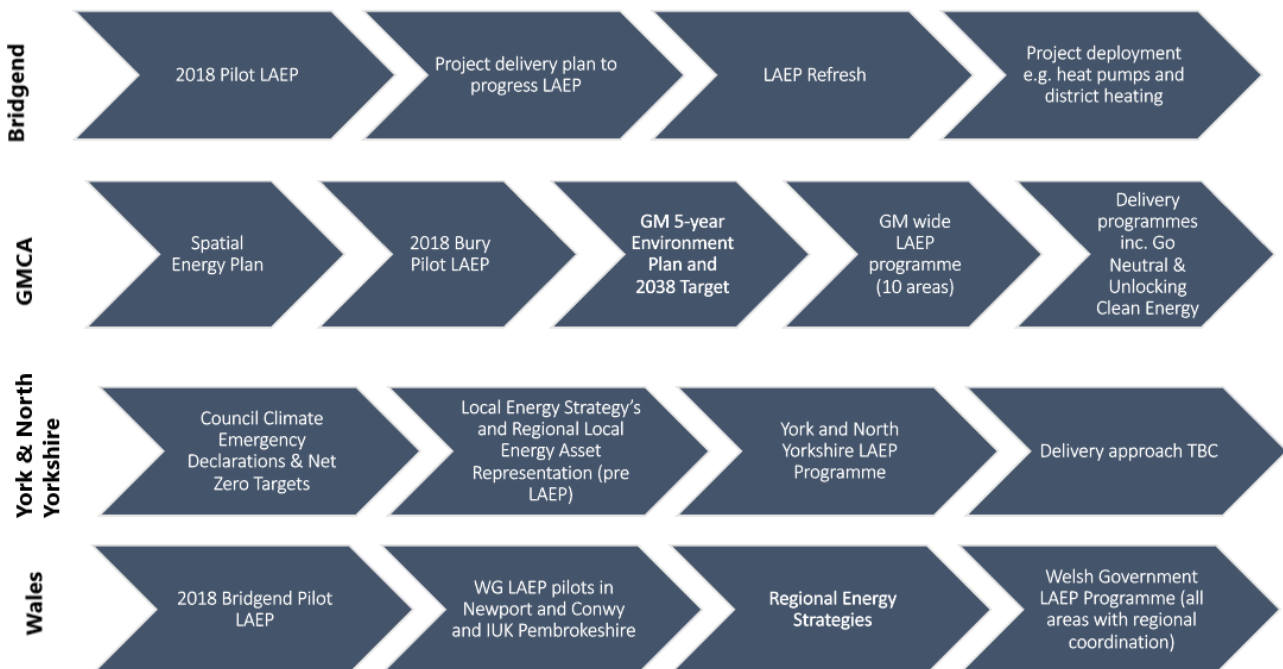 Bridgend
2018 Pilot LAEP
Project delivery plan to
progress LAEP
LAEP Refresh
Project deployment
e.g. heat pumps and
district heating
GMCA
Spatial
Energy Plan
2018 Bury
Pilot LAEP
GM 5-year
Environment
Plan and
2038 Target
GM wide
LAEP
programme
(10 areas)
Delivery
programmes
inc. Go
Neutral &
Unlocking
Clean Energy
York & North
Yorkshire
Council Climate
Emergency
Declarations & Net
Zero Targets
Local Energy Strategy's
and Regional Local
Energy Asset
Representation (pre
LAEP)
York and North
Yorkshire LAEP
Programme
Delivery approach TBC
Wales
2018 Bridgend Pilot
LAEP
WG LAEP pilots in
Newport and Conwy
and IUK Pembrokeshire
Regional Energy
Strategies
Welsh Government
LAEP Programme (all
areas with regional
coordination)